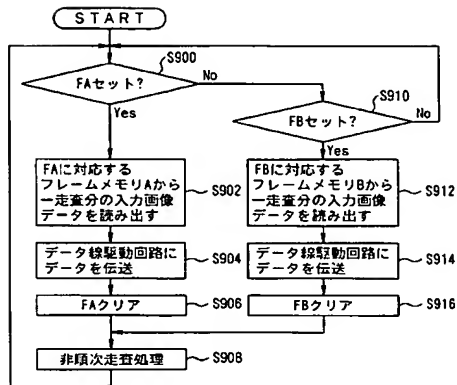 START
S900
FAセット?
No
Yes
S910
FBセット?
No
Yes
FAに対応する
フレームメモリAから
一走査分の入力画像
データを読み出す
S902
FBに対応する
フレームメモリBから
一走査分の入力画像
データを読み出す
S912
データ線駆動回路に
データを伝送
S904
データ線駆動回路に
データを伝送
S914
FAクリア
S906
FBクリア
S916
非順次走査処理
S908